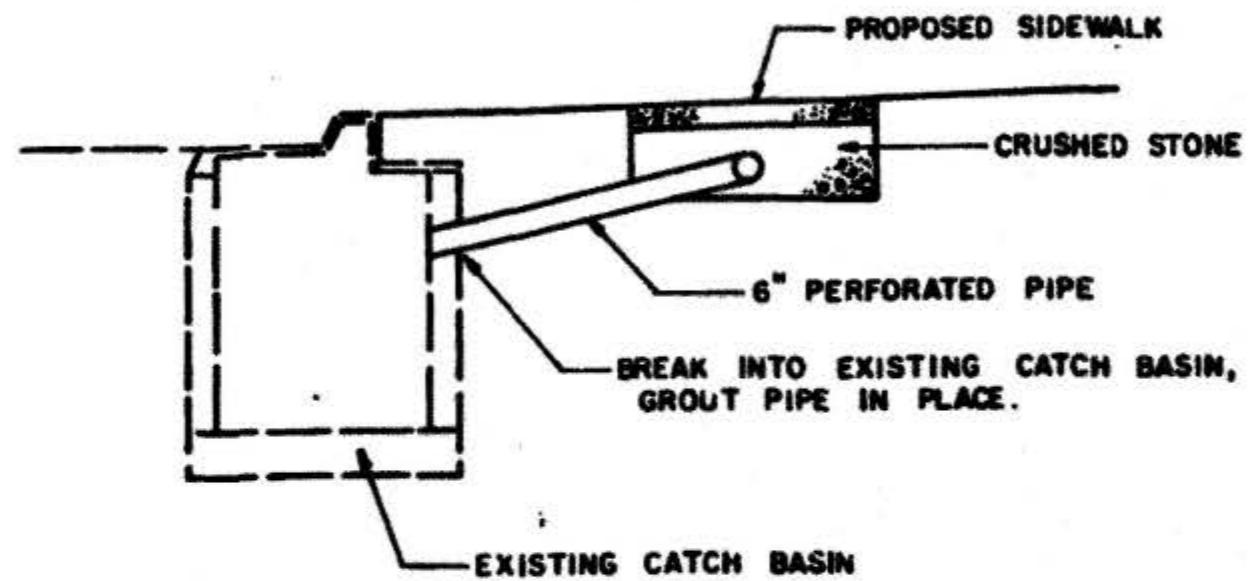 PROPOSED SIDEWALK
CRUSHED STONE
6" PERFORATED PIPE
BREAK INTO EXISTING CATCH BASIN,
GROUT PIPE IN PLACE.
EXISTING CATCH BASIN